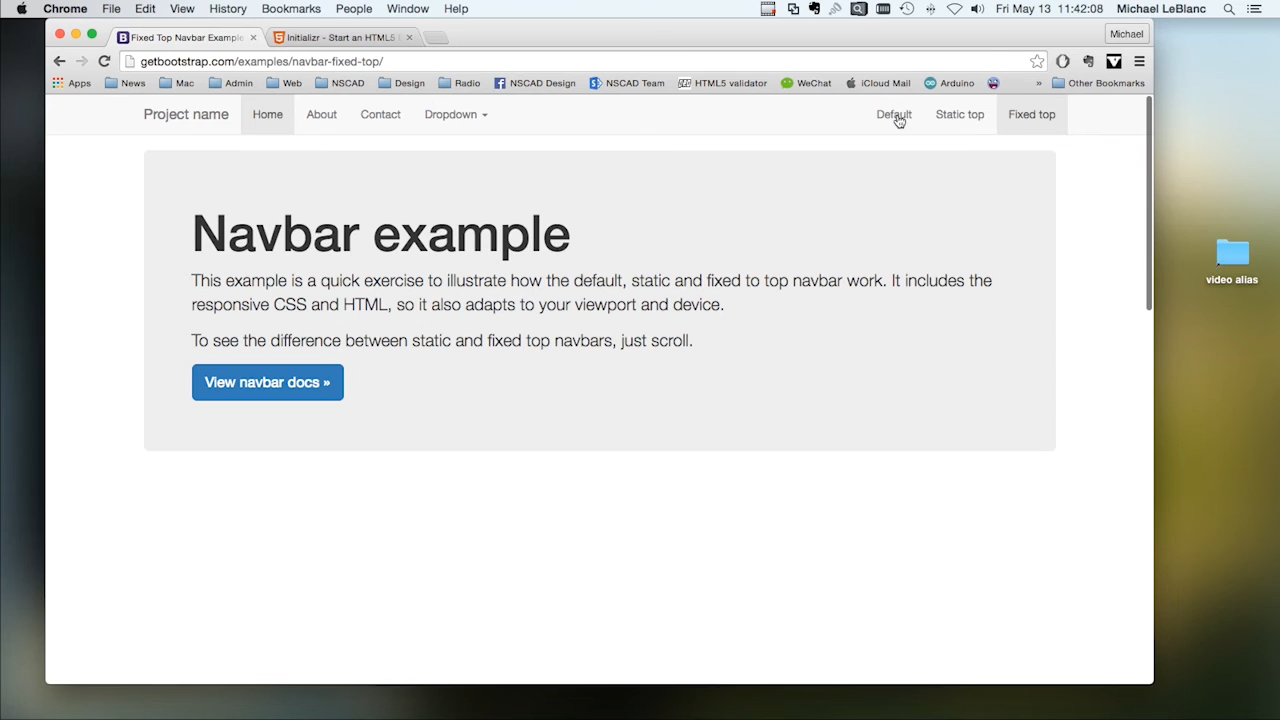 Chrome File Edit View History Bookmarks People Window Help Fri May 13 11:42:08 Michael LeBlanc
Fixed Top Navbar Example Initializr - Start an HTML5 Michael
getbootstrap.com/examples/navbar-fixed-top/
Apps News Mac Admin Web NSCAD Design Radio NSCAD Design NSCAD Team HTML5 validator WeChat iCloud Mail Arduino » Other Bookmarks
Project name Home About Contact Dropdown Default Static top Fixed top
Navbar example
This example is a quick exercise to illustrate how the default, static and fixed to top navbar work. It includes the
responsive CSS and HTML, so it also adapts to your viewport and device.
To see the difference between static and fixed top navbars, just scroll.
View navbar docs »
video alias